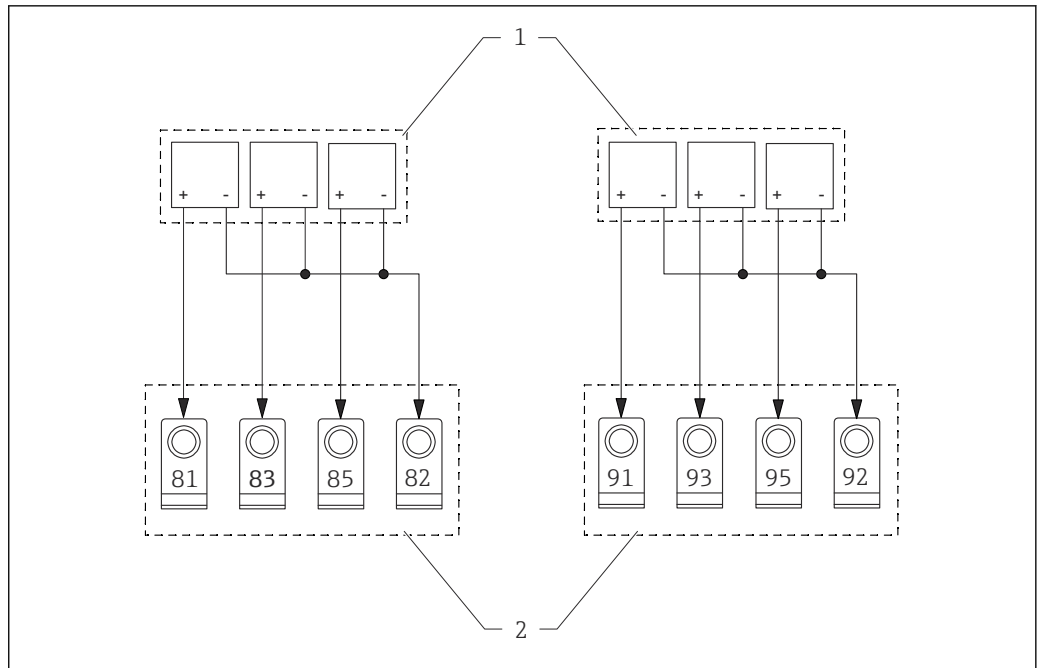 1
+ - + - + -
+ - + - + -
81 83 85 82
91 93 95 92
2